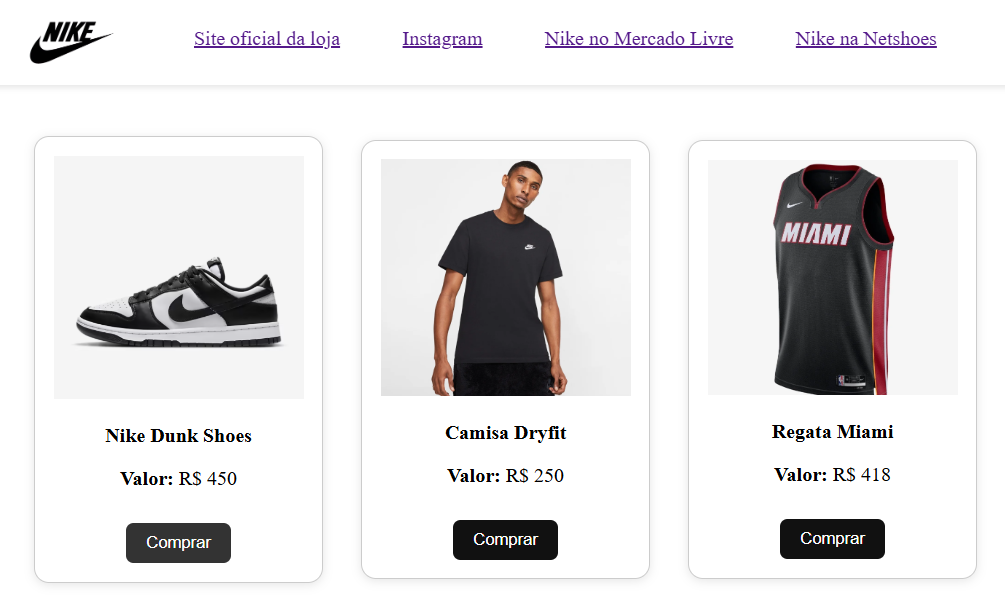 NIKE
Site oficial da loja
Instagram
Nike no Mercado Livre
Nike na Netshoes
MIAMI
Nike Dunk Shoes
Valor: R$ 450
Comprar
Camisa Dryfit
Valor: R$ 250
Comprar
Regata Miami
Valor: R$ 418
Comprar